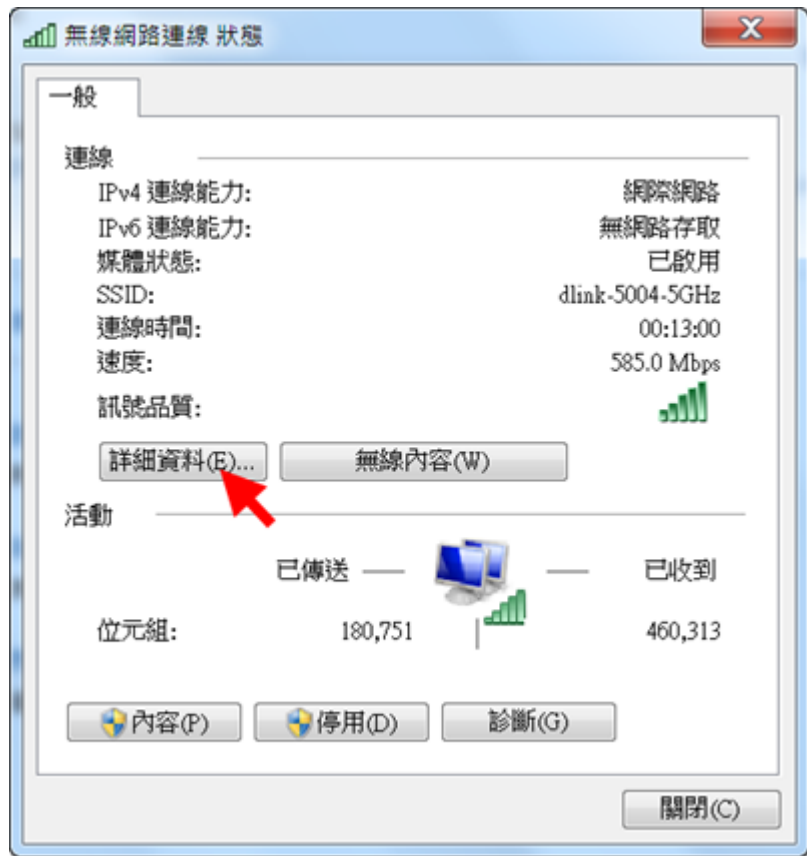 無線網路連線 狀態
一般
連線
IPv4 連線能力: 網際網路
IPv6 連線能力: 無網路存取
媒體狀態: 已啟用
SSID: dlink-5004-5GHz
連線時間: 00:13:00
速度: 585.0 Mbps
訊號品質:
詳細資料(E)... 無線內容(W)
活動
已傳送 — — 已收到
位元組: 180,751 460,313
內容(P) 停用(D) 診斷(G)
關閉(C)